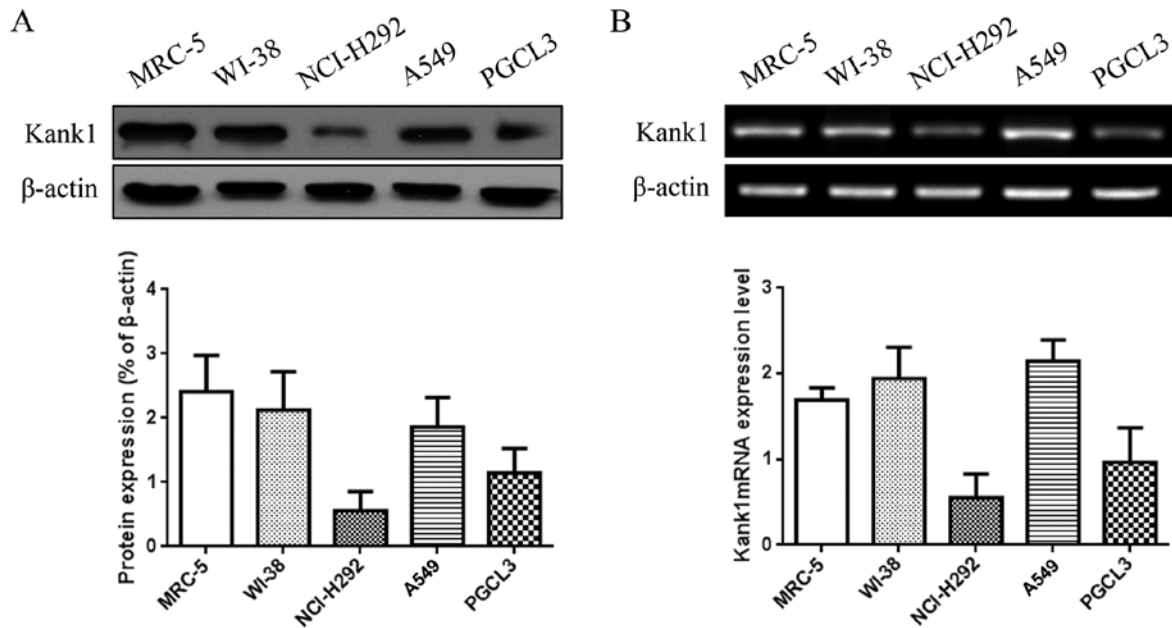 A
MRC-5
WI-38
NCI-H292
A549
PGCL3
Kank1
β-actin
Protein expression (% of β-actin)
4
3
2
1
0
MRC-5
WI-38
NCI-H292
A549
PGCL3
B
MRC-5
WI-38
NCI-H292
A549
PGCL3
Kank1
β-actin
Kank1mRNA expression level
3
2
1
0
MRC-5
WI-38
NCI-H292
A549
PGCL3